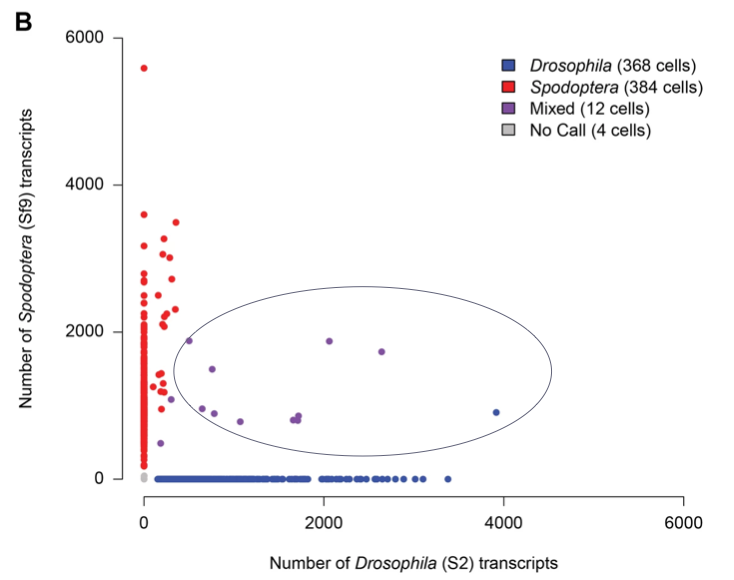 B
6000
4000
2000
0
Number of Spodoptera (Sf9) transcripts
Drosophila (368 cells)
Spodoptera (384 cells)
Mixed (12 cells)
No Call (4 cells)
0 2000 4000 6000
Number of Drosophila (S2) transcripts